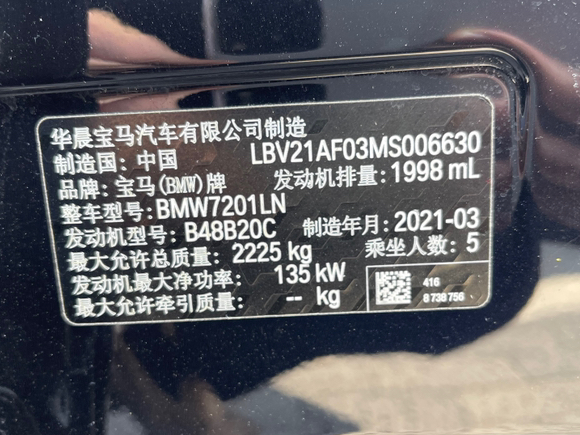 华晨宝马汽车有限公司制造
制造国: 中国 LBV21AF03MS006630
品牌: 宝马(BMW)牌 发动机排量: 1998 mL
整车型号: BMW7201LN
发动机型号: B48B20C 制造年月: 2021-03
最大允许总质量: 2225 kg 乘坐人数: 5
发动机最大净功率: 135 kW
最大允许牵引质量: -- kg
416
8 738 756